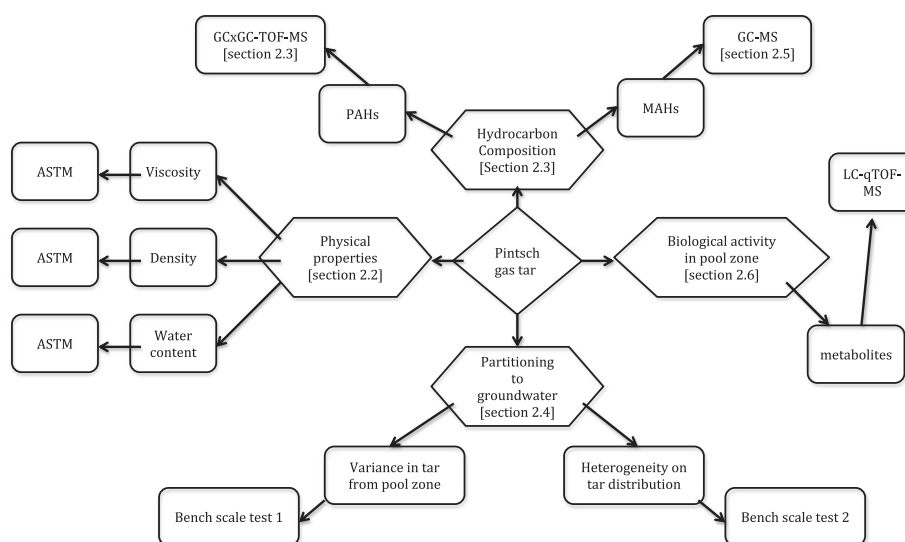 GCxGC-TOF-MS
[section 2.3]
GC-MS
[section 2.5]
PAHs
MAHs
Hydrocarbon
Composition
[Section 2.3]
ASTM
Viscosity
LC-qTOF-
MS
ASTM
Density
Physical
properties
[section 2.2]
Pintsch
gas tar
Biological activity
in pool zone
[section 2.6]
ASTM
Water
content
metabolites
Partitioning
to
groundwater
[section 2.4]
Variance in tar
from pool zone
Heterogeneity on
tar distribution
Bench scale test 1
Bench scale test 2